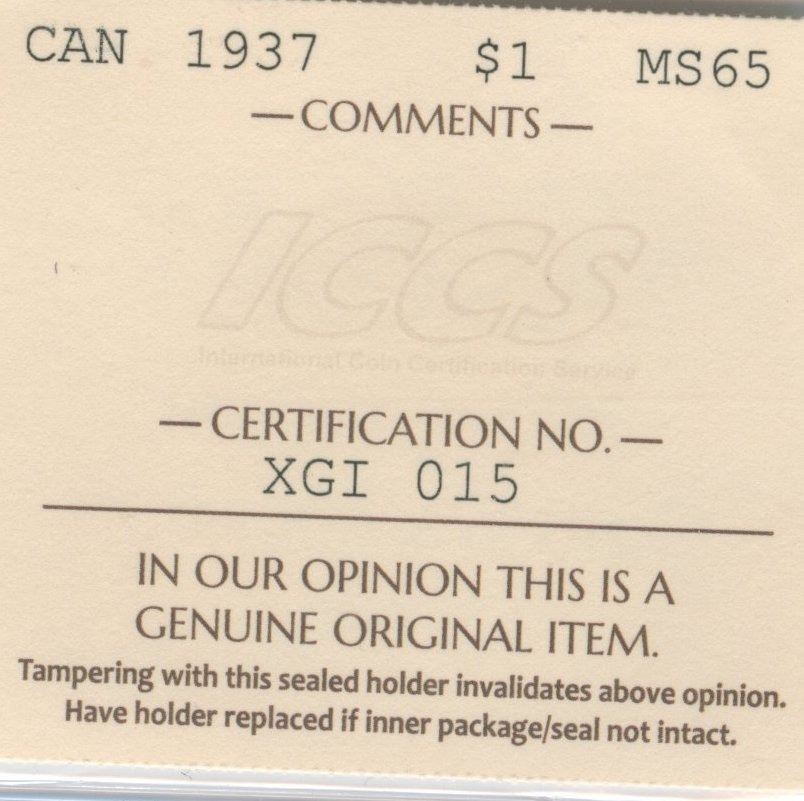 CAN 1937 $1 MS65
—COMMENTS—
ICCS
International Coin Certification Service
—CERTIFICATION NO.—
XGI 015
IN OUR OPINION THIS IS A
GENUINE ORIGINAL ITEM.
Tampering with this sealed holder invalidates above opinion.
Have holder replaced if inner package/seal not intact.